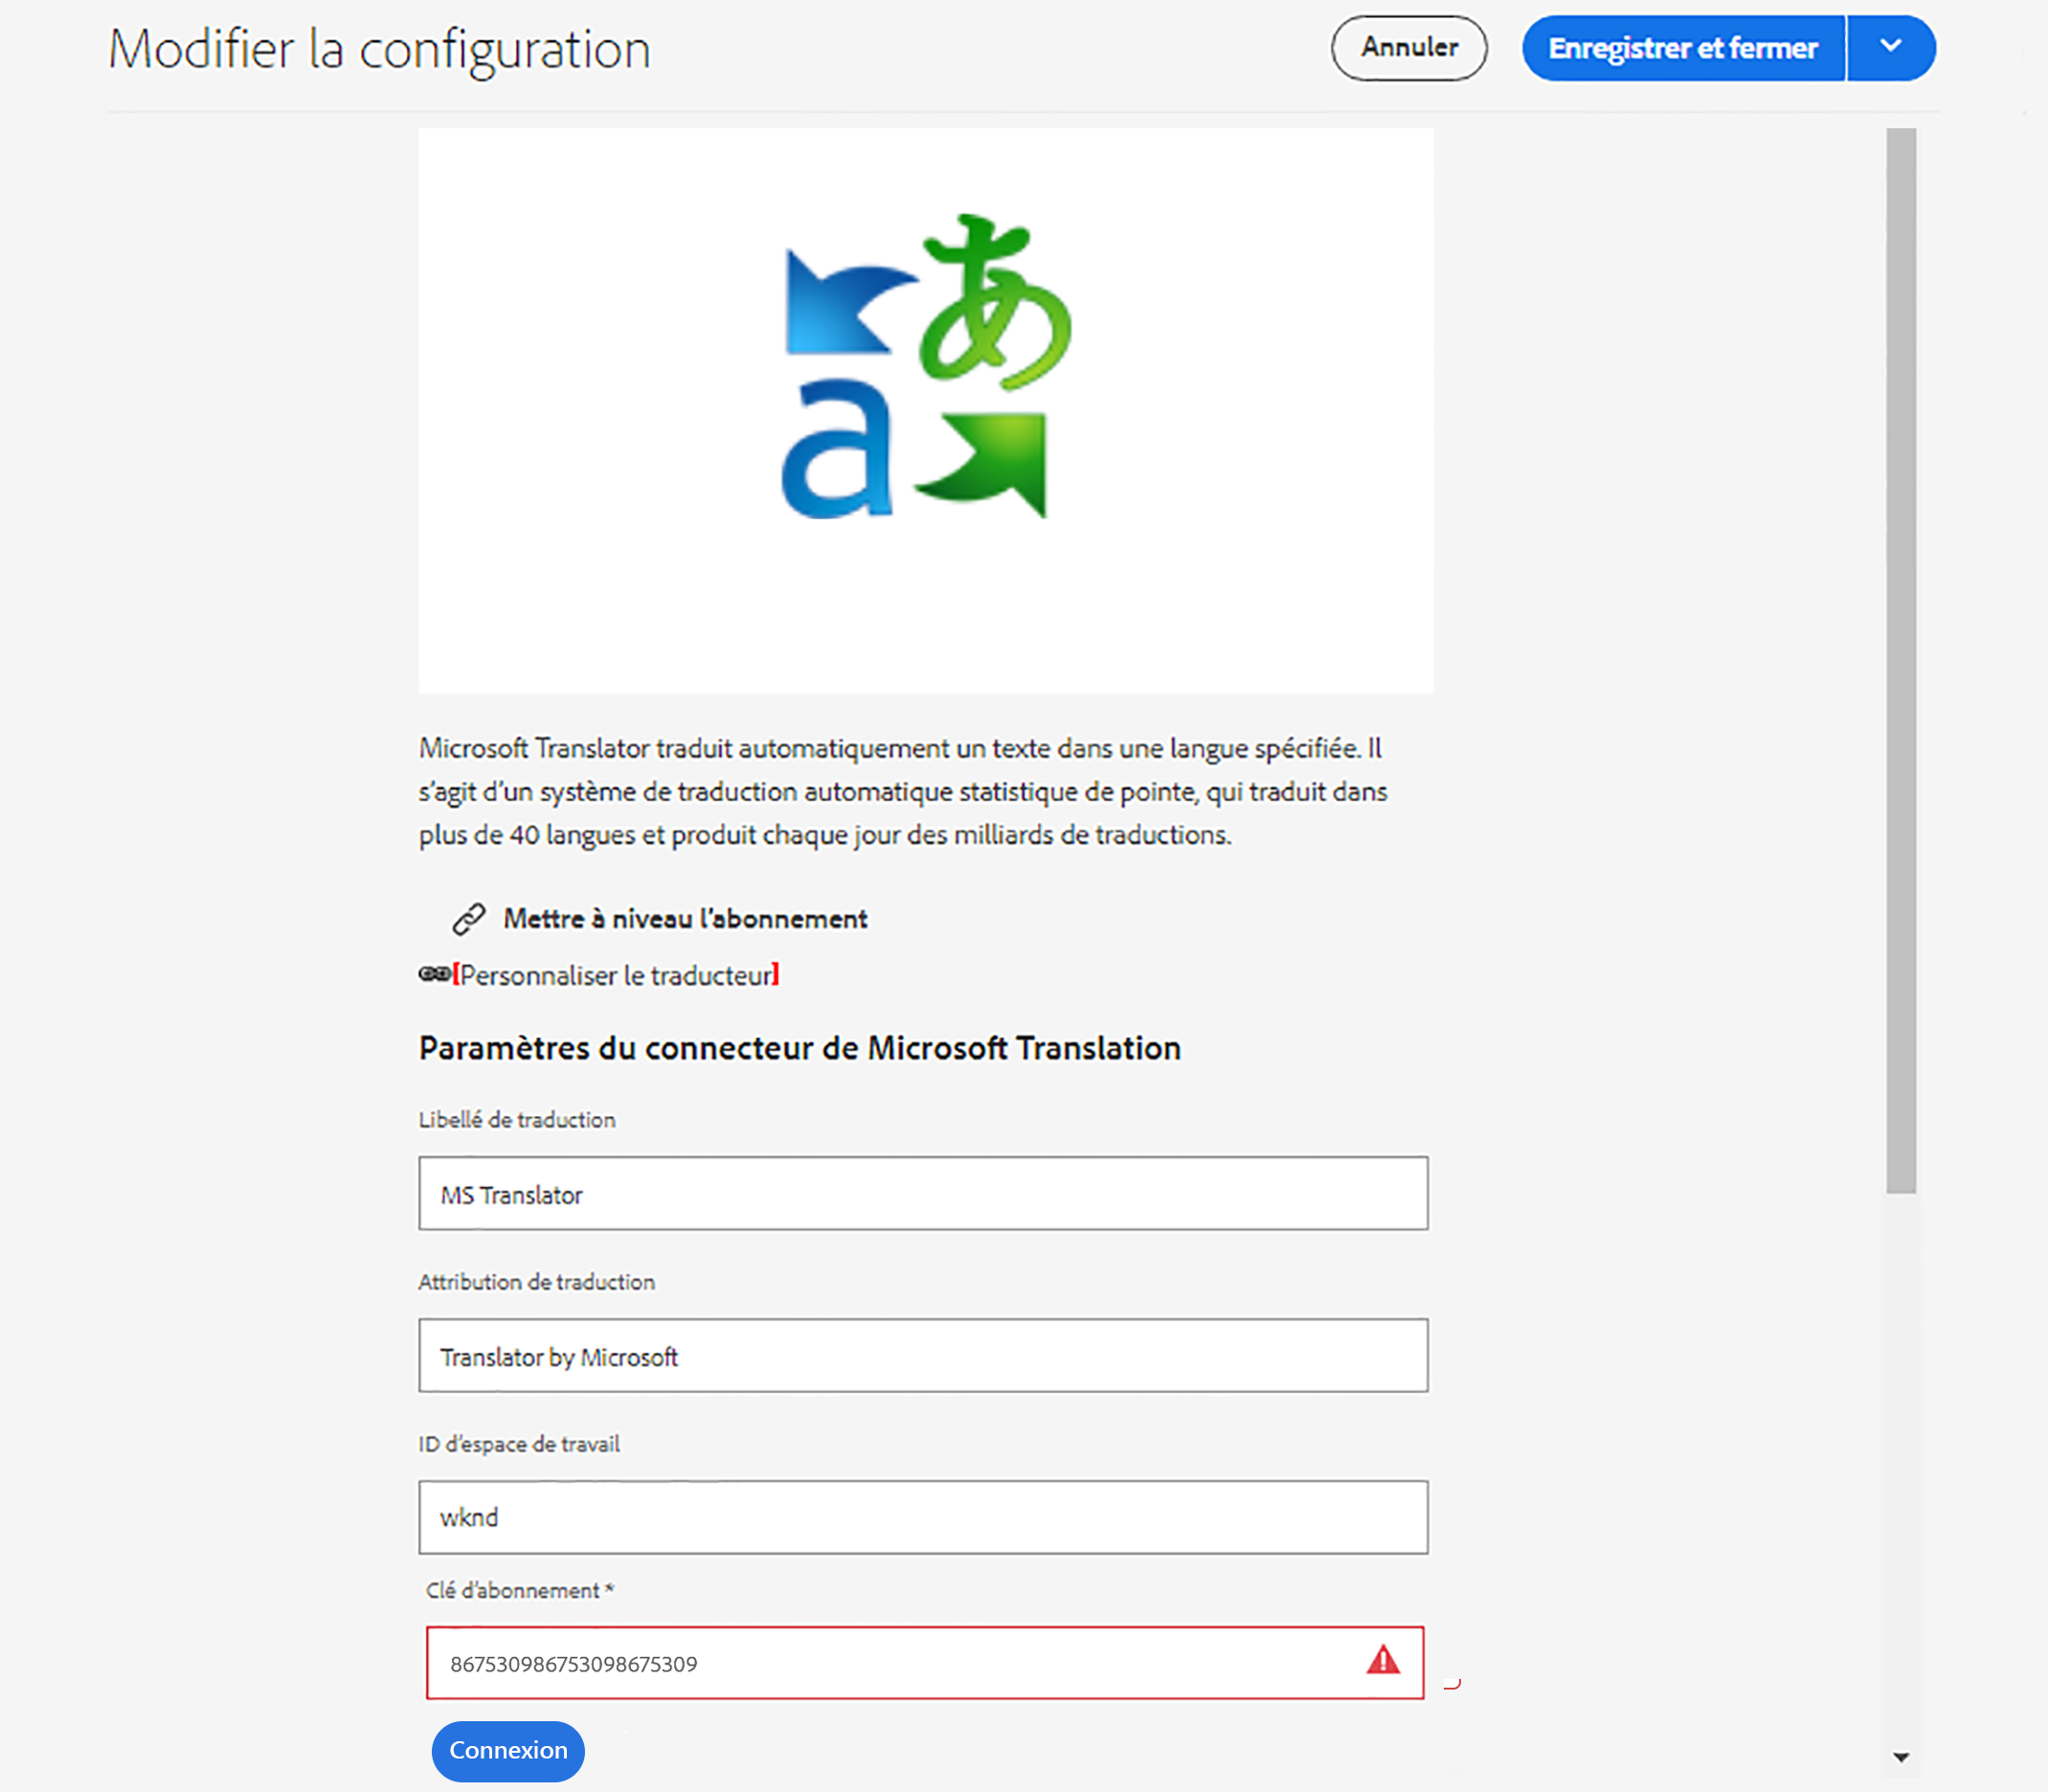 Modifier la configuration
Annuler
Enregistrer et fermer
あ
a
Microsoft Translator traduit automatiquement un texte dans une langue spécifiée. Il
s’agit d’un système de traduction automatique statistique de pointe, qui traduit dans
plus de 40 langues et produit chaque jour des milliards de traductions.
Mettre à niveau l’abonnement
[Personnaliser le traducteur]
Paramètres du connecteur de Microsoft Translation
Libellé de traduction
MS Translator
Attribution de traduction
Translator by Microsoft
ID d’espace de travail
wknd
Clé d’abonnement *
867530986753098675309
Connexion